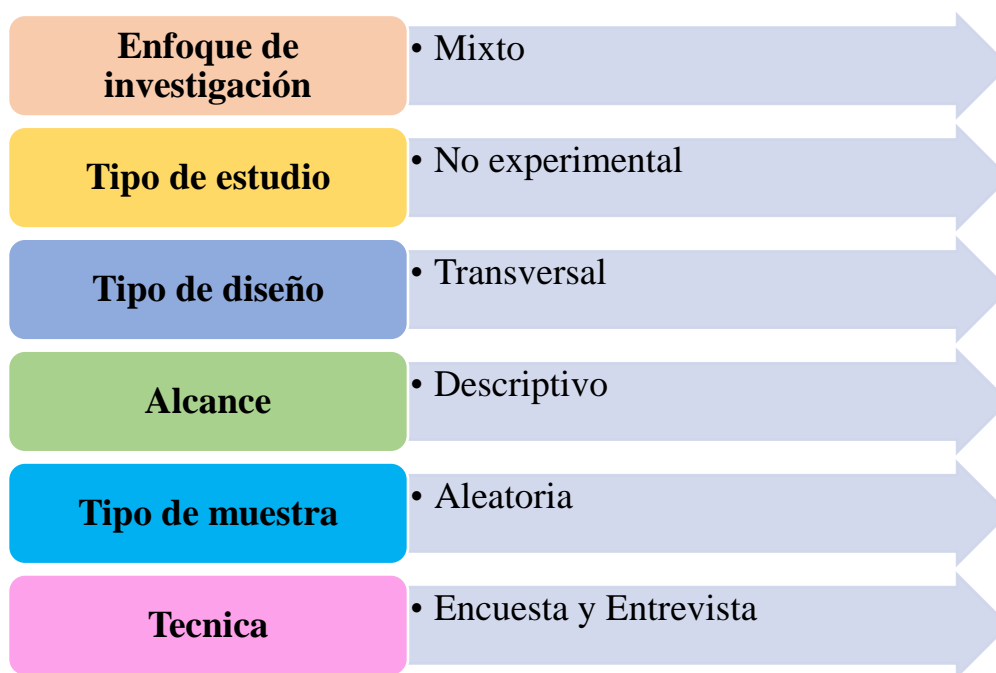 Enfoque de
investigación
• Mixto
Tipo de estudio
• No experimental
Tipo de diseño
• Transversal
Alcance
• Descriptivo
Tipo de muestra
• Aleatoria
Tecnica
• Encuesta y Entrevista